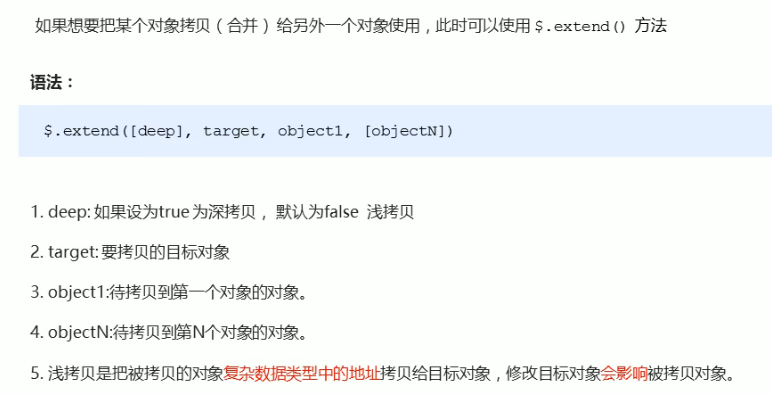 如果想要把某个对象拷贝（合并） 给另外一个对象使用，此时可以使用 $.extend() 方法
语法：
$.extend([deep], target, object1, [objectN])
1. deep: 如果设为true 为深拷贝， 默认为false 浅拷贝
2. target: 要拷贝的目标对象
3. object1:待拷贝到第一个对象的对象。
4. objectN:待拷贝到第N个对象的对象。
5. 浅拷贝是把被拷贝的对象复杂数据类型中的地址拷贝给目标对象，修改目标对象会影响被拷贝对象。